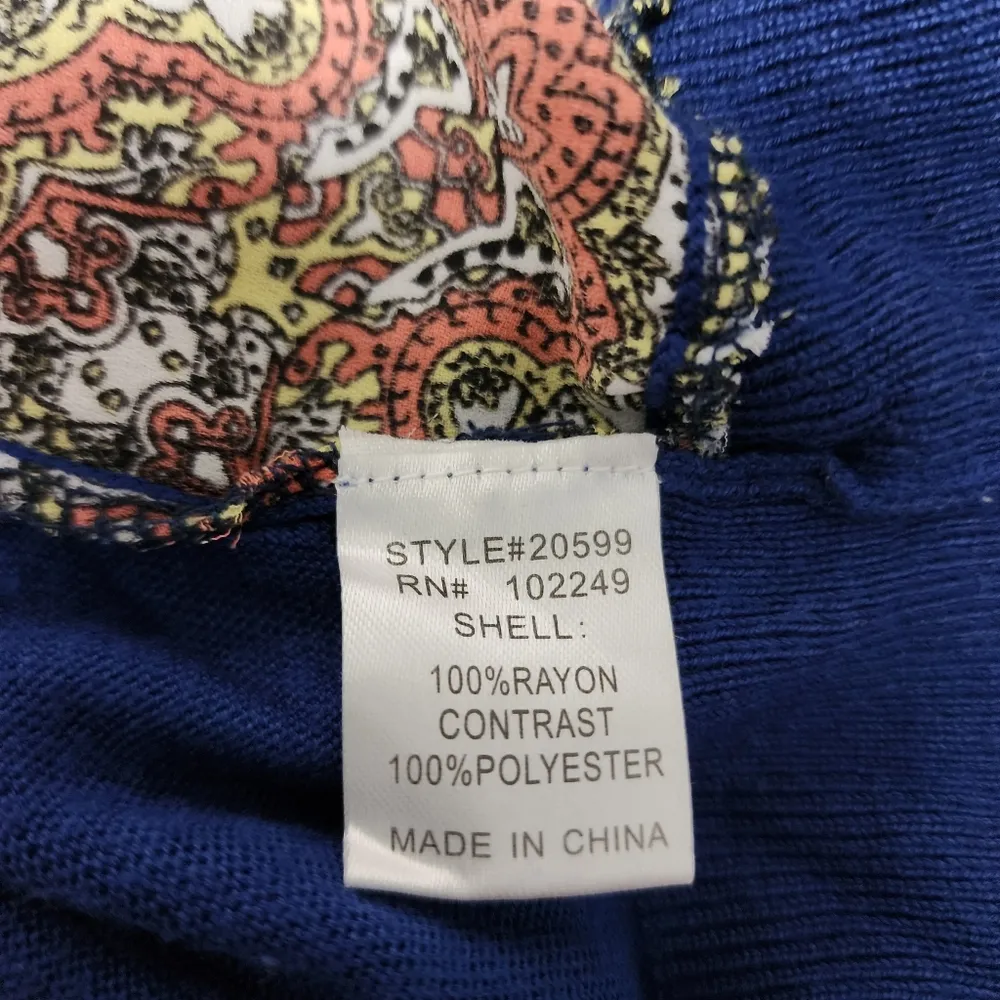 STYLE#20599
RN# 102249
SHELL:
100%RAYON
CONTRAST
100%POLYESTER
MADE IN CHINA